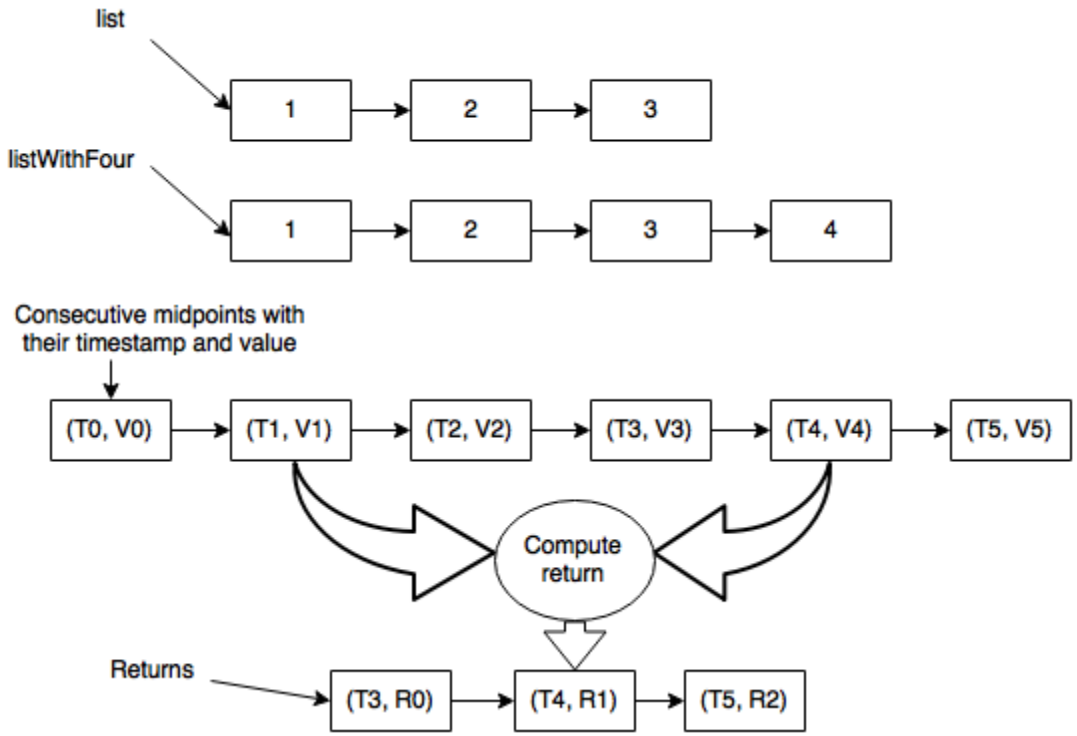 list
1
2
3
listWithFour
1
2
3
4
Consecutive midpoints with
their timestamp and value
(T0, V0)
(T1, V1)
(T2, V2)
(T3, V3)
(T4, V4)
(T5, V5)
Compute
return
Returns
(T3, R0)
(T4, R1)
(T5, R2)